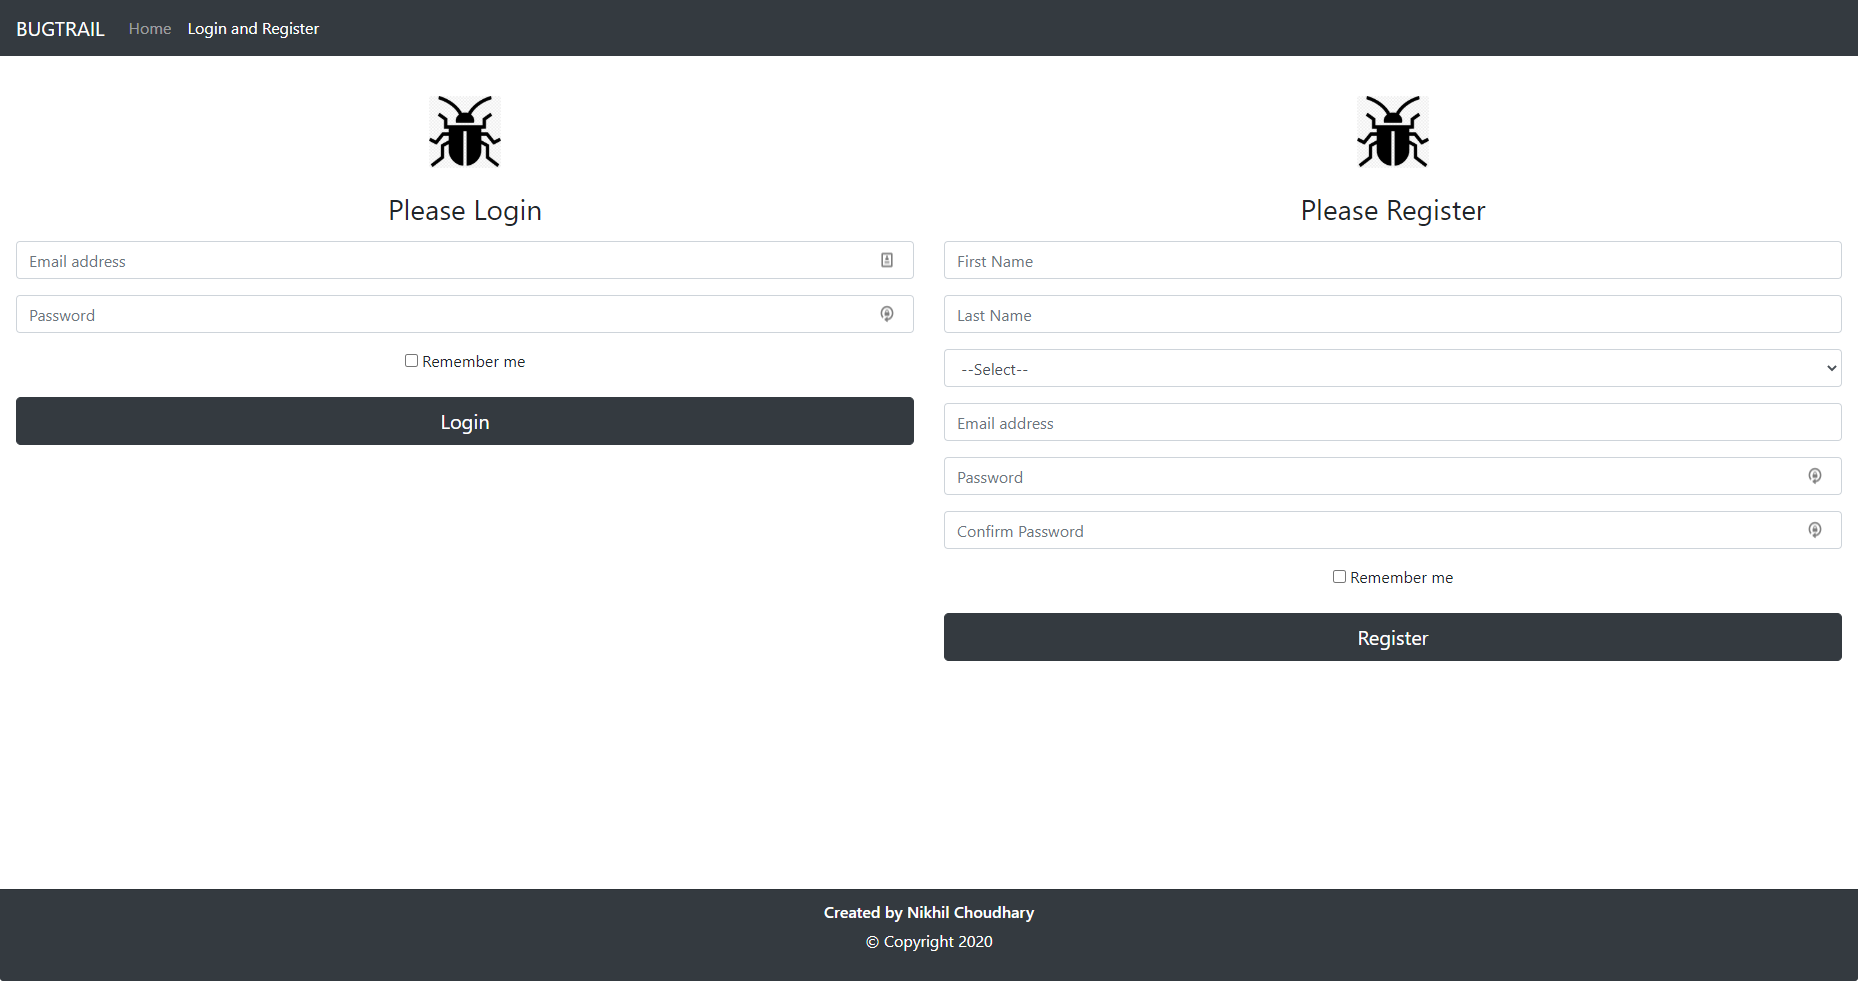 BUGTRAIL Home Login and Register
Please Login
Email address
Password
Remember me
Login
Please Register
First Name
Last Name
--Select--
Email address
Password
Confirm Password
Remember me
Register
Created by Nikhil Choudhary
© Copyright 2020